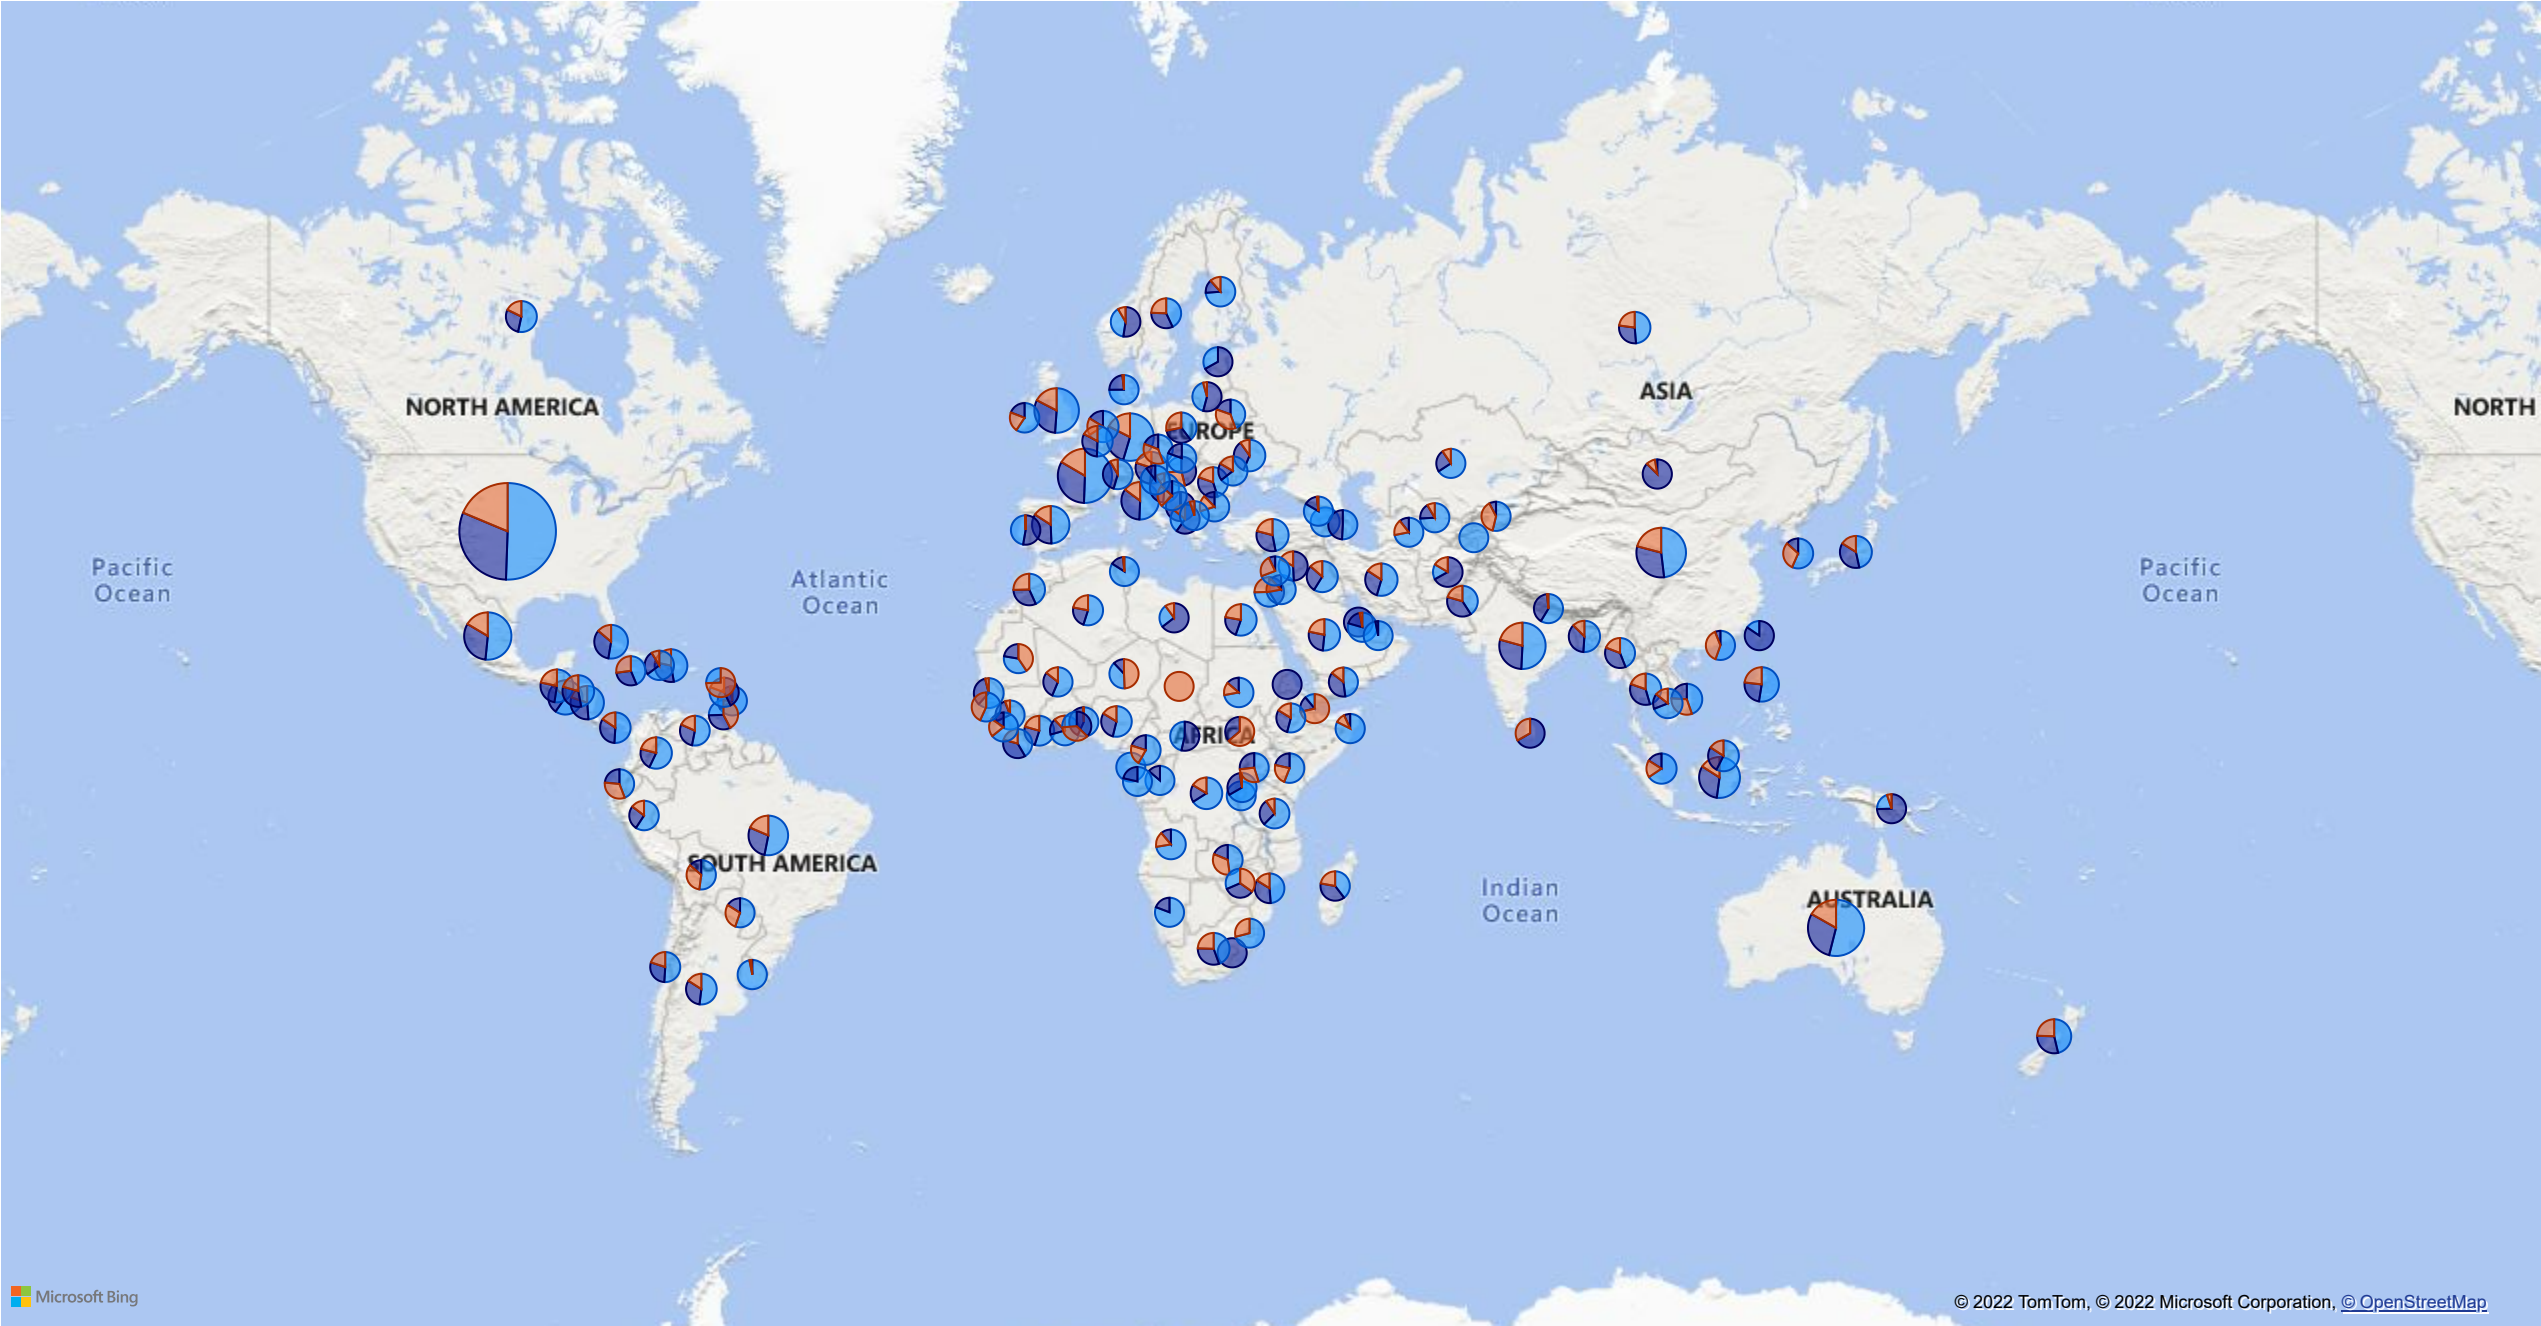 NORTH AMERICA
ASIA
NORTH
EUROPE
Pacific
Ocean
Atlantic
Ocean
Pacific
Ocean
AFRICA
SOUTH AMERICA
Indian
Ocean
AUSTRALIA
Microsoft Bing
© 2022 TomTom, © 2022 Microsoft Corporation, © OpenStreetMap